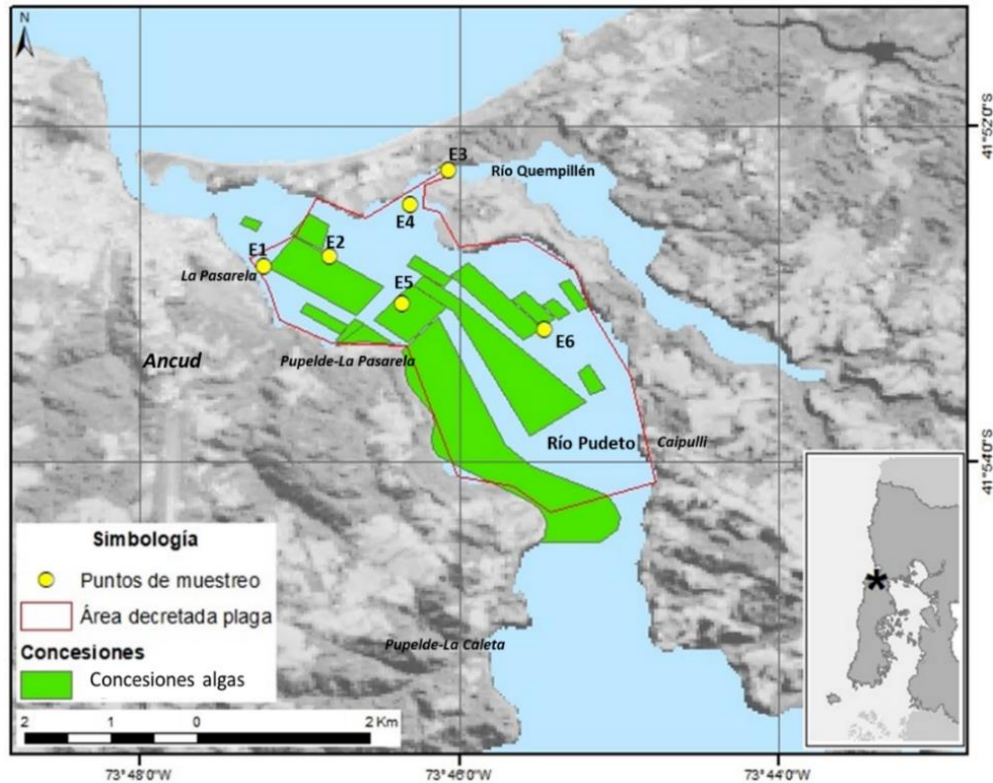 N
41°52'0"S
E3
Río Quempillén
E4
E1
E2
La Pasarela
E5
E6
Ancud
Pupelde-La Pasarela
Río Pudeto
Caipulli
41°54'0"S
Simbología
Puntos de muestreo
Área decretada plaga
Concesiones
Concesiones algas
Pupelde-La Caleta
2 1 0 2 Km
*
73°48'0"W
73°46'0"W
73°44'0"W